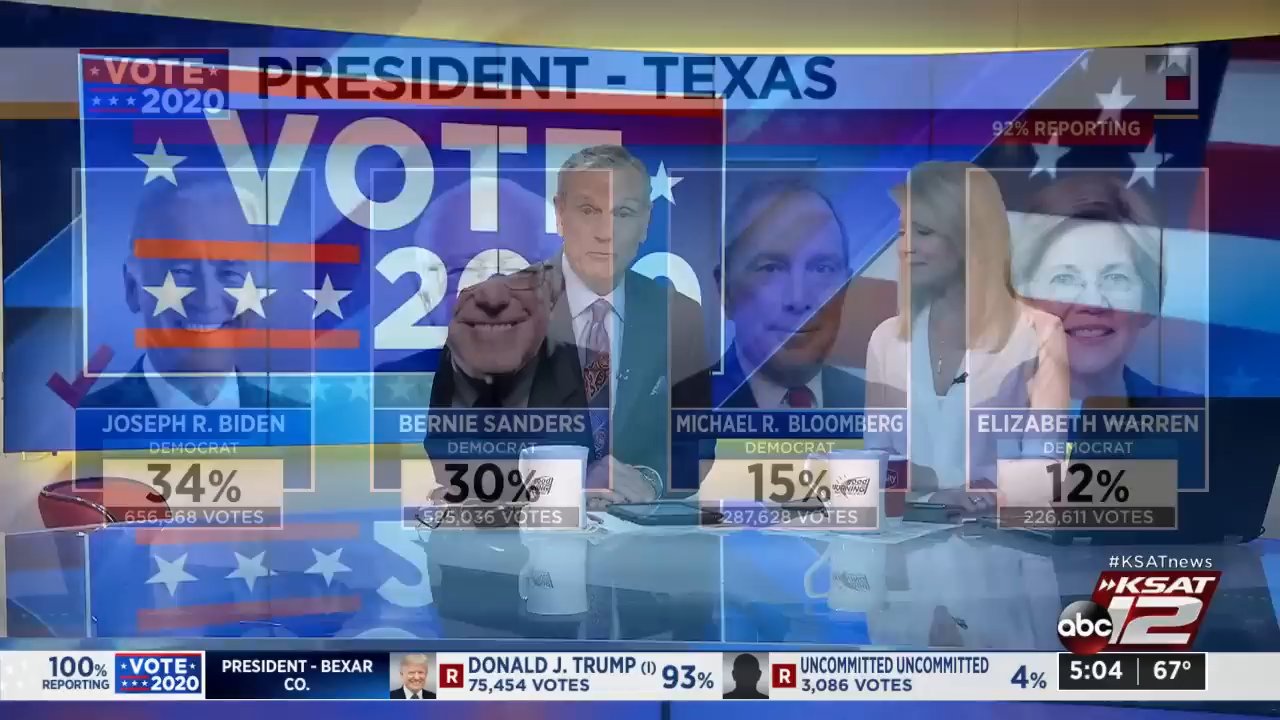 VOTE
2020
PRESIDENT - TEXAS
92% REPORTING
VOTE
JOSEPH R. BIDEN
DEMOCRAT
34%
656,968 VOTES
BERNIE SANDERS
DEMOCRAT
30%
585,036 VOTES
MICHAEL R. BLOOMBERG
DEMOCRAT
15%
287,628 VOTES
ELIZABETH WARREN
DEMOCRAT
12%
226,611 VOTES
#KSATnews
KSAT
abc 12
100%
REPORTING
VOTE
2020
PRESIDENT - BEXAR
CO.
R DONALD J. TRUMP (I)
75,454 VOTES
93%
R UNCOMMITTED UNCOMMITTED
3,086 VOTES
4%
5:04 67°